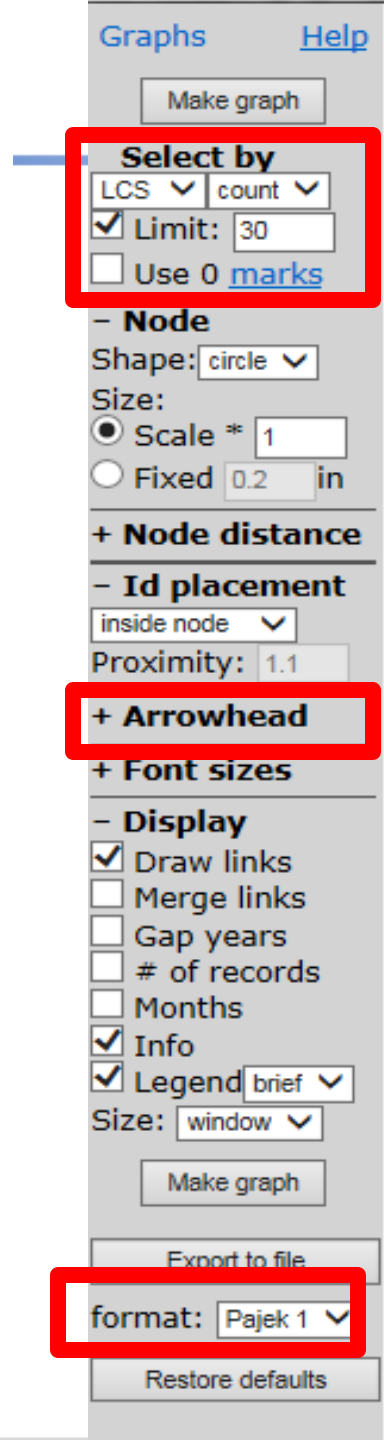 Graphs Help
Make graph
Select by
LCS count
Limit: 30
Use 0 marks
– Node
Shape: circle
Size:
Scale * 1
Fixed 0.2 in
+ Node distance
– Id placement
inside node
Proximity: 1.1
+ Arrowhead
+ Font sizes
– Display
Draw links
Merge links
Gap years
# of records
Months
Info
Legend brief
Size: window
Make graph
Export to file
format: Pajek 1
Restore defaults